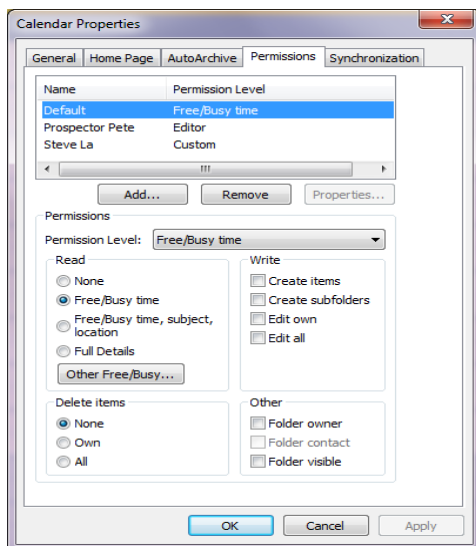 Calendar Properties
General Home Page AutoArchive Permissions Synchronization
Name Permission Level
Default Free/Busy time
Prospector Pete Editor
Steve La Custom
Add... Remove Properties...
Permissions
Permission Level: Free/Busy time
Read
None
Free/Busy time
Free/Busy time, subject,
location
Full Details
Other Free/Busy...
Write
Create items
Create subfolders
Edit own
Edit all
Delete items
None
Own
All
Other
Folder owner
Folder contact
Folder visible
OK Cancel Apply